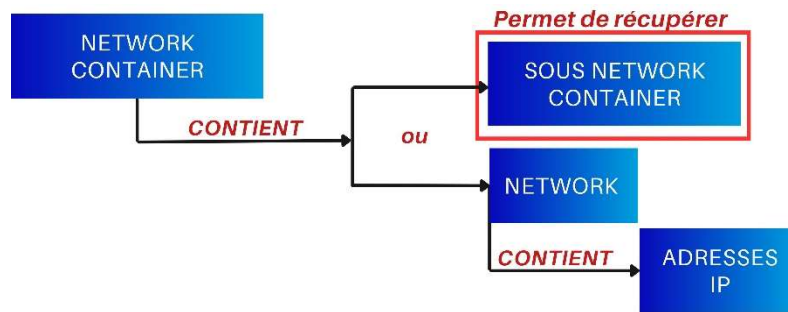 Permet de récupérer
NETWORK
CONTAINER
SOUS NETWORK
CONTAINER
CONTIENT
ou
NETWORK
CONTIENT
ADRESSES
IP